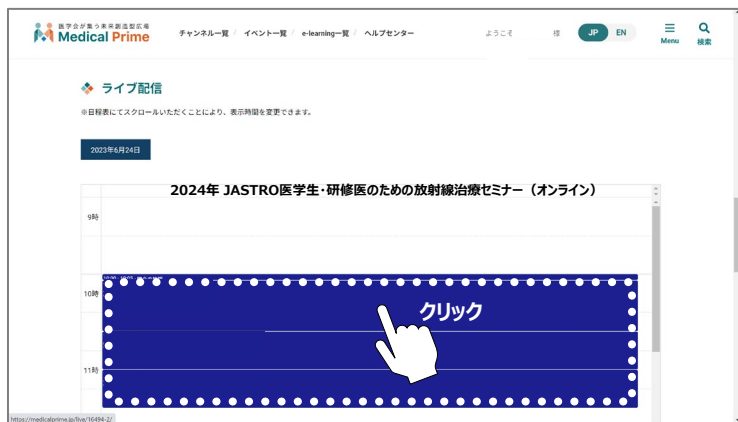 医学会が集う未来創造型広場
Medical Prime
チャンネル一覧 / イベント一覧 / e-learning一覧 / ヘルプセンター
ようこそ 様
JP EN
Menu
検索
ライブ配信
※日程表にてスクロールいただくことにより、表示時間を変更できます。
2023年6月24日
2024年 JASTRO医学生・研修医のための放射線治療セミナー（オンライン）
9時
10時
クリック
11時
https://medicalprime.jp/live/16494-2/